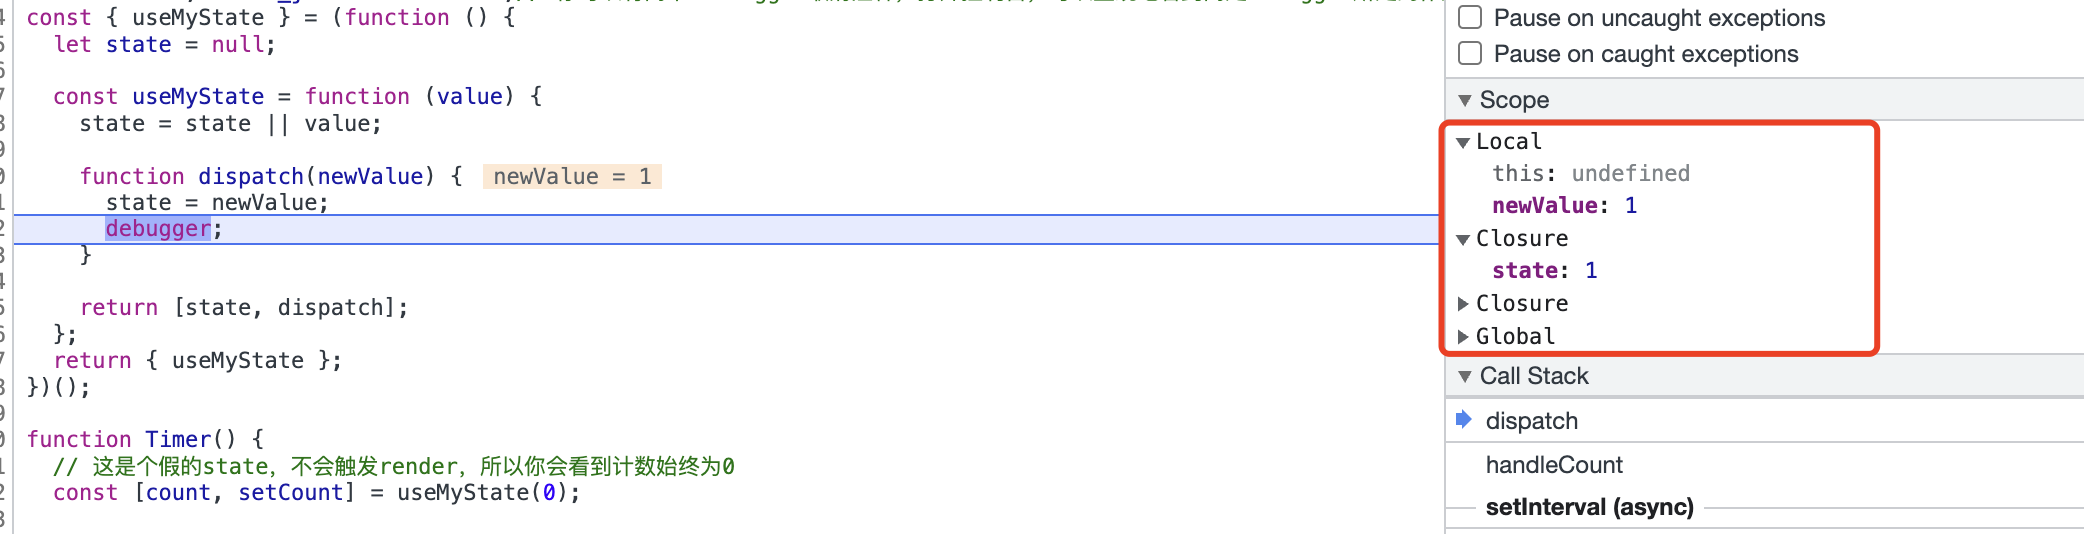 const { useMyState } = (function () {
let state = null;
const useMyState = function (value) {
state = state || value;
function dispatch(newValue) { newValue = 1
state = newValue;
debugger;
}
return [state, dispatch];
};
return { useMyState };
})();
function Timer() {
// 这是个假的state，不会触发render，所以你会看到计数始终为0
const [count, setCount] = useMyState(0);
Pause on uncaught exceptions
Pause on caught exceptions
Scope
Local
this: undefined
newValue: 1
Closure
state: 1
Closure
Global
Call Stack
dispatch
handleCount
setInterval (async)